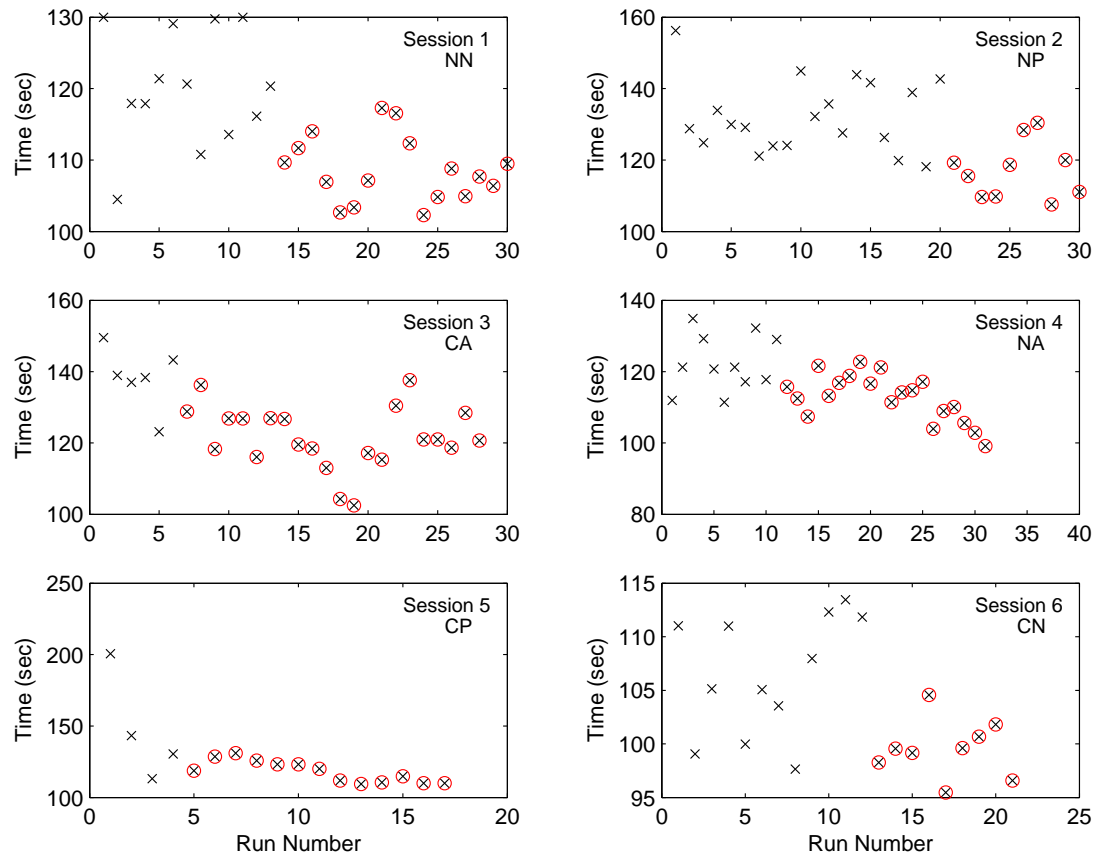 Session 1
NN
Time (sec)
130
120
110
100
0 5 10 15 20 25 30
Session 2
NP
Time (sec)
160
140
120
100
0 5 10 15 20 25 30
Session 3
CA
Time (sec)
160
140
120
100
0 5 10 15 20 25 30
Session 4
NA
Time (sec)
140
120
100
80
0 5 10 15 20 25 30 35 40
Session 5
CP
Time (sec)
250
200
150
100
0 5 10 15 20
Run Number
Session 6
CN
Time (sec)
115
110
105
100
95
0 5 10 15 20 25
Run Number